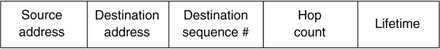 Source address
Destination address
Destination sequence #
Hop count
Lifetime